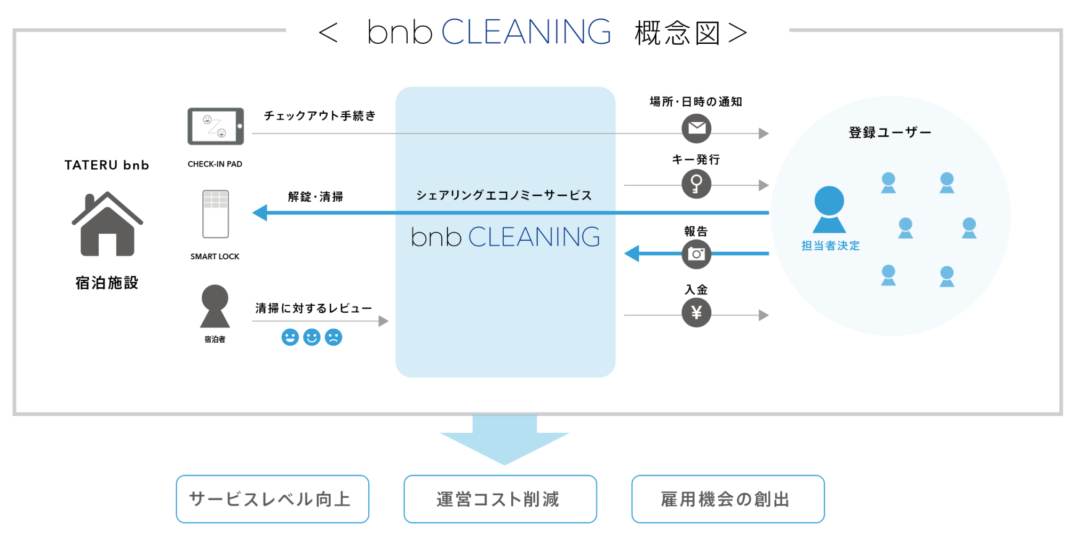 < bnb CLEANING 概念図 >
TATERU bnb
宿泊施設
CHECK-IN PAD
SMART LOCK
宿泊者
チェックアウト手続き
解錠・清掃
清掃に対するレビュー
シェアリングエコノミーサービス
bnb CLEANING
場所・日時の通知
キー発行
報告
入金
¥
登録ユーザー
担当者決定
サービスレベル向上
運営コスト削減
雇用機会の創出